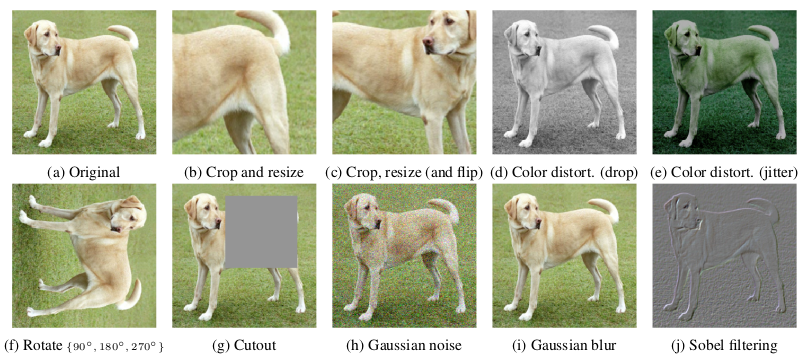 (a) Original
(b) Crop and resize
(c) Crop, resize (and flip)
(d) Color distort. (drop)
(e) Color distort. (jitter)
(f) Rotate {90°, 180°, 270°}
(g) Cutout
(h) Gaussian noise
(i) Gaussian blur
(j) Sobel filtering